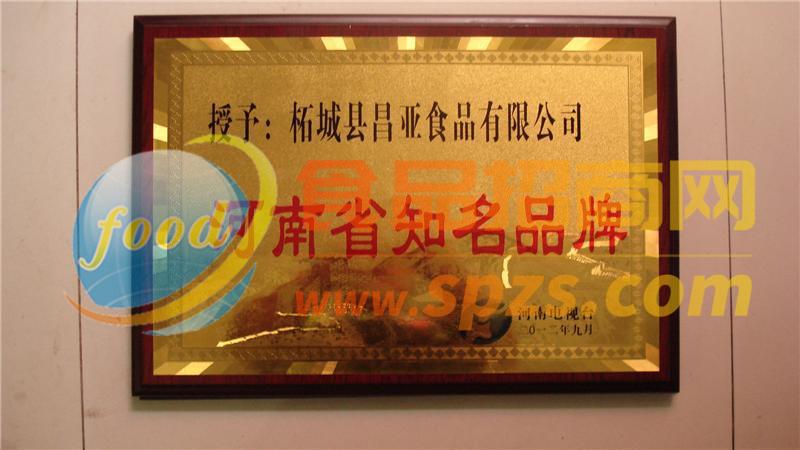 授予：柘城县昌亚食品有限公司
食品招商网
food
河南省知名品牌
www.spzs.com
河南电视台
二〇一二年九月